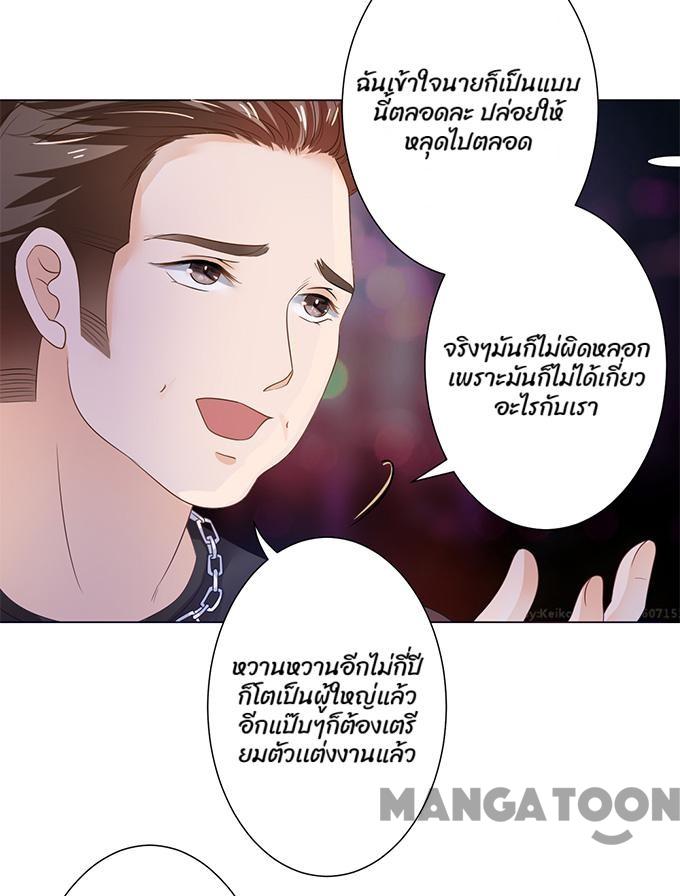 ฉันเข้าใจนายก็เป็นแบบ
นี้ตลอดละ ปล่อยให้
หลุดไปตลอด
จริงๆมันก็ไม่ผิดหลอก
เพราะมันก็ไม่ได้เกี่ยว
อะไรกับเรา
หวานหวานอีกไม่กี่ปี
ก็โตเป็นผู้ใหญ่แล้ว
อีกแป๊บๆก็ต้องเตรี
ยมตัวแต่งงานแล้ว
MANGATOON